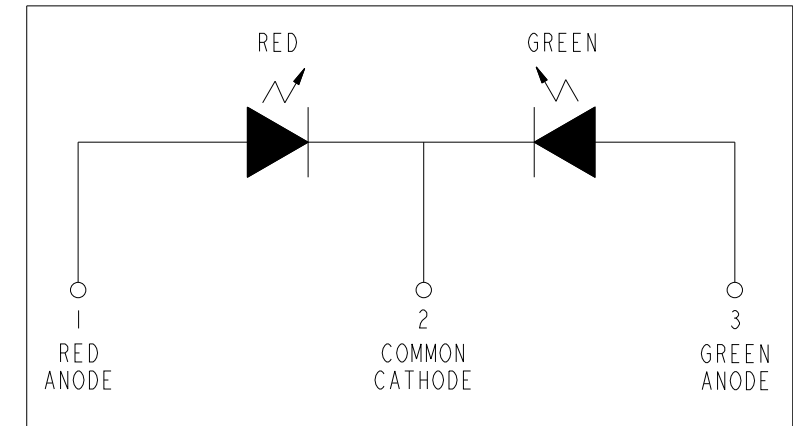 RED
GREEN
1
RED
ANODE
2
COMMON
CATHODE
3
GREEN
ANODE